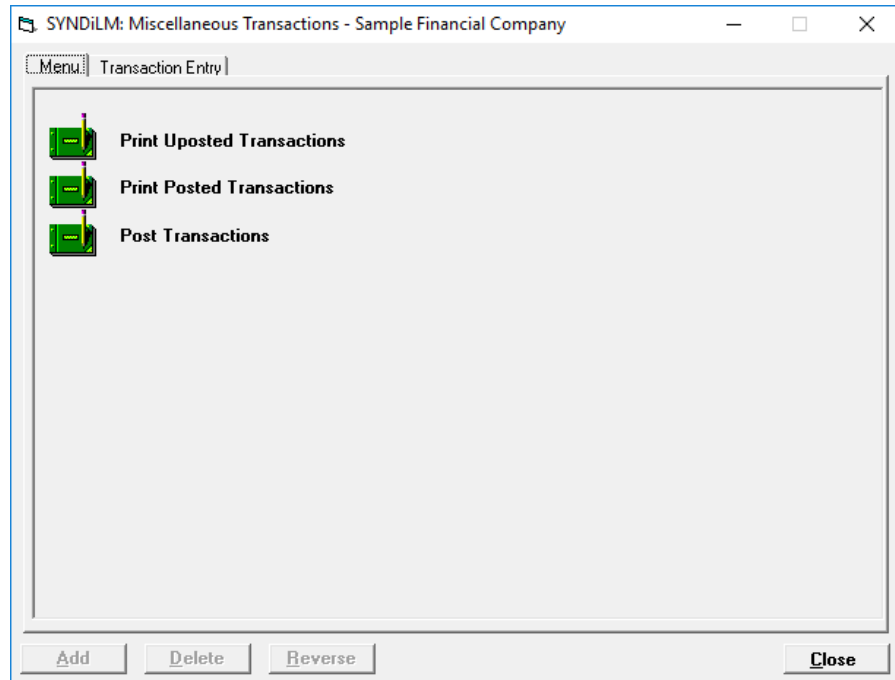 SYNDiLM: Miscellaneous Transactions - Sample Financial Company
Menu Transaction Entry
Print Uposted Transactions
Print Posted Transactions
Post Transactions
Add Delete Reverse Close